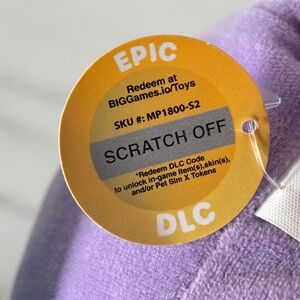 EPIC
Redeem at
BIGGames.io/Toys
SKU #: MP1800-S2
SCRATCH OFF
*Redeem DLC Code
to unlock in-game item(s),skin(s),
and/or Pet Sim X Tokens
DLC